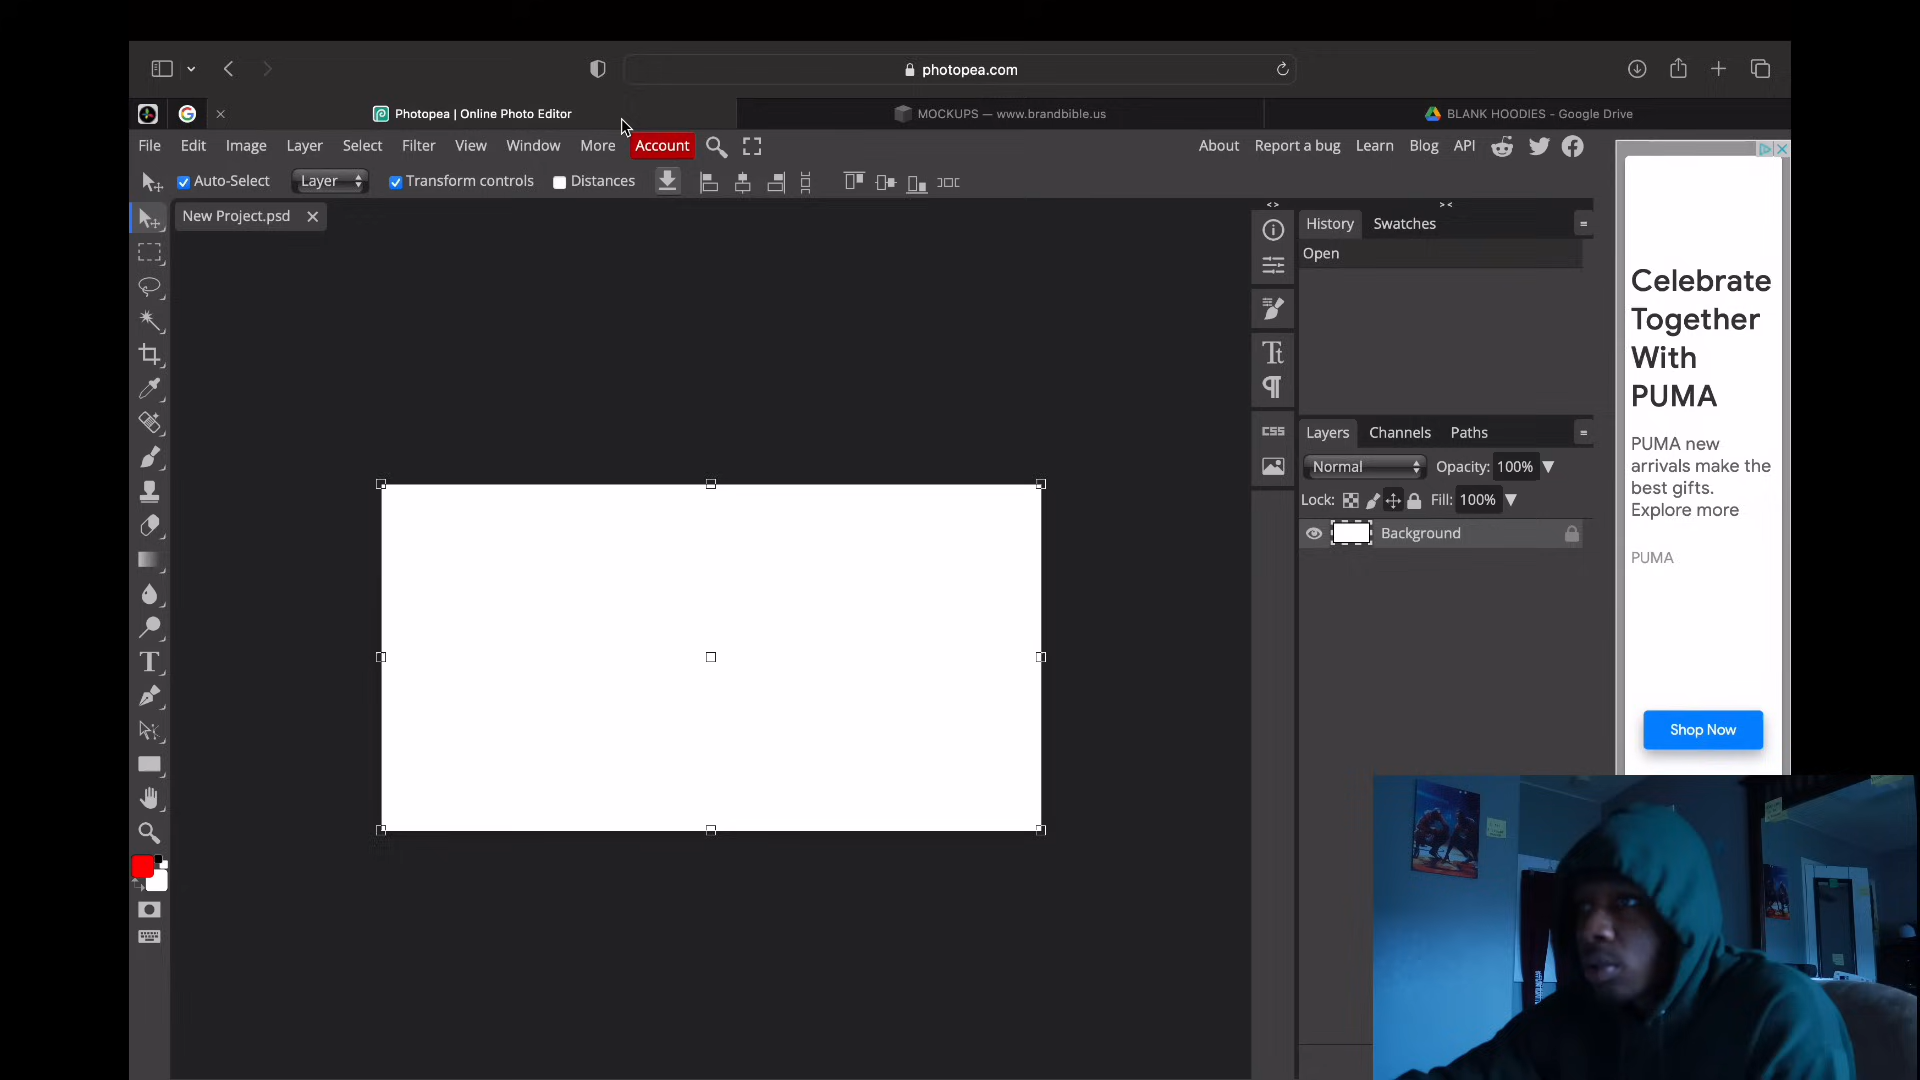 photopea.com
Photopea | Online Photo Editor
MOCKUPS — www.brandbible.us
BLANK HOODIES - Google Drive
File Edit Image Layer Select Filter View Window More Account
About Report a bug Learn Blog API
Auto-Select Layer Transform controls Distances
New Project.psd
History Swatches
Open
CSS
Layers Channels Paths
Normal Opacity: 100%
Lock: Fill: 100%
Background
Celebrate
Together
With
PUMA
PUMA new
arrivals make the
best gifts.
Explore more
PUMA
Shop Now